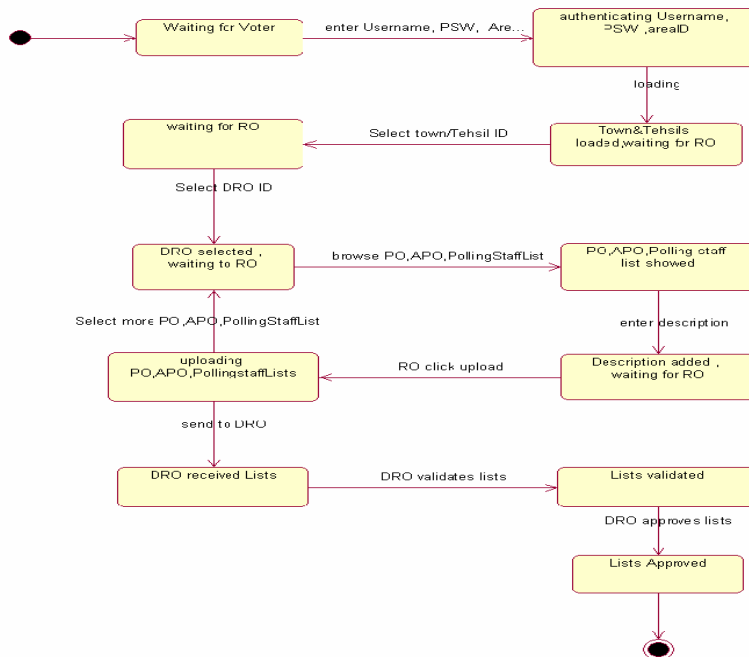 Waiting for Voter
enter Username, PSW, Are...
authenticating Username,
PSW ,areaID
loading
Town&Tehsils
loaded,waiting for RO
Select town/Tehsil ID
waiting for RO
Select DRO ID
DRO selected ,
waiting to RO
browse PO,APO,PollingStaffList
PO,APO,Polling staff
list showed
enter description
Description added ,
waiting for RO
RO click upload
uploading
PO,APO,PollingstaffLists
Select more PO,APO,PollingStaffList
send to DRO
DRO received Lists
DRO validates lists
Lists validated
DRO approves lists
Lists Approved